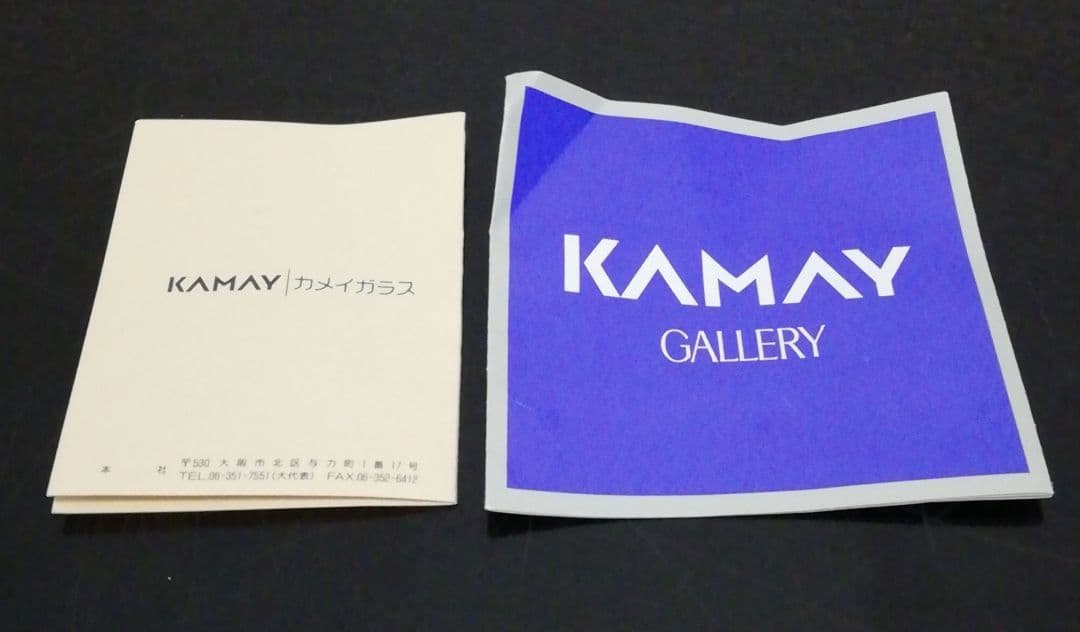 KAMAY|カメイガラス
本社 〒530 大阪市北区与力町1番17号
TEL.06-351-7551(大代表) FAX.06-352-6412
KAMAY
GALLERY